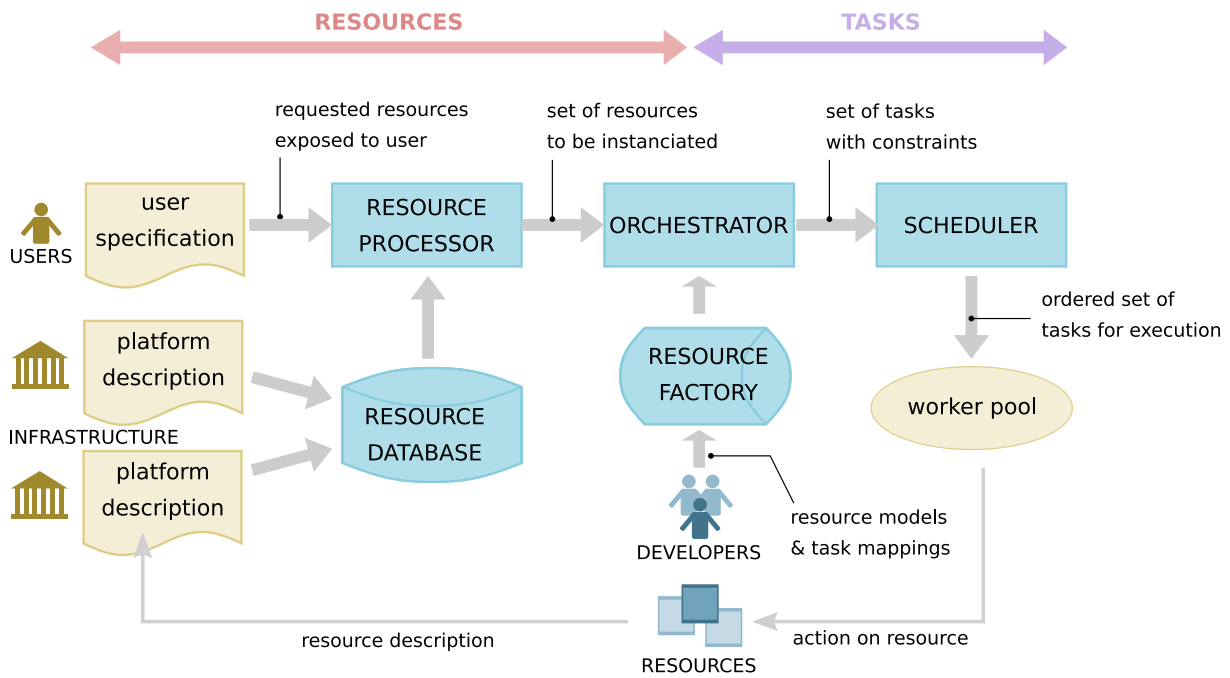 RESOURCES
TASKS
requested resources
exposed to user
set of resources
to be instanciated
set of tasks
with constraints
USERS
user
specification
RESOURCE
PROCESSOR
ORCHESTRATOR
SCHEDULER
ordered set of
tasks for execution
platform
description
INFRASTRUCTURE
platform
description
RESOURCE
DATABASE
RESOURCE
FACTORY
worker pool
resource models
& task mappings
DEVELOPERS
resource description
action on resource
RESOURCES